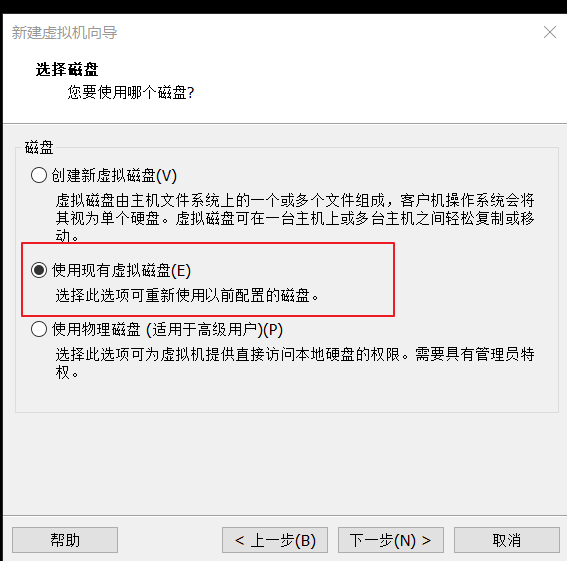 新建虚拟机向导
选择磁盘
您要使用哪个磁盘?
磁盘
创建新虚拟磁盘(V)
虚拟磁盘由主机文件系统上的一个或多个文件组成，客户机操作系统会将
其视为单个硬盘。虚拟磁盘可在一台主机上或多台主机之间轻松复制或移
动。
使用现有虚拟磁盘(E)
选择此选项可重新使用以前配置的磁盘。
使用物理磁盘 (适用于高级用户)(P)
选择此选项可为虚拟机提供直接访问本地硬盘的权限。需要具有管理员特
权。
帮助
< 上一步(B)
下一步(N) >
取消